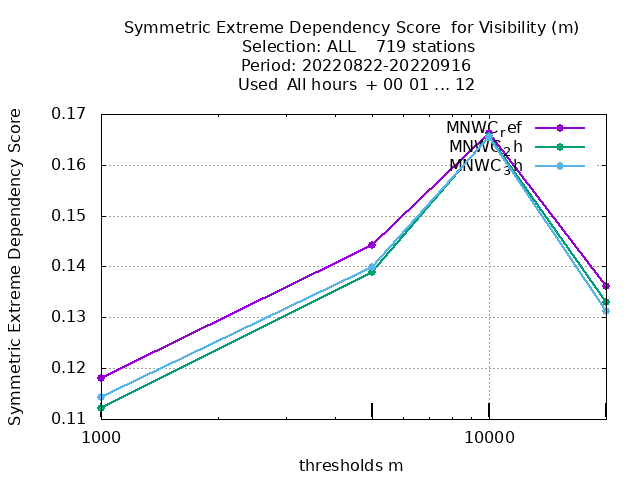 Symmetric Extreme Dependency Score for Visibility (m)
Selection: ALL 719 stations
Period: 20220822-20220916
Used All hours + 00 01 ... 12
Symmetric Extreme Dependency Score
0.17
0.16
0.15
0.14
0.13
0.12
0.11
MNWC_ref
MNWC_2h
MNWC_3h
1000
10000
thresholds m